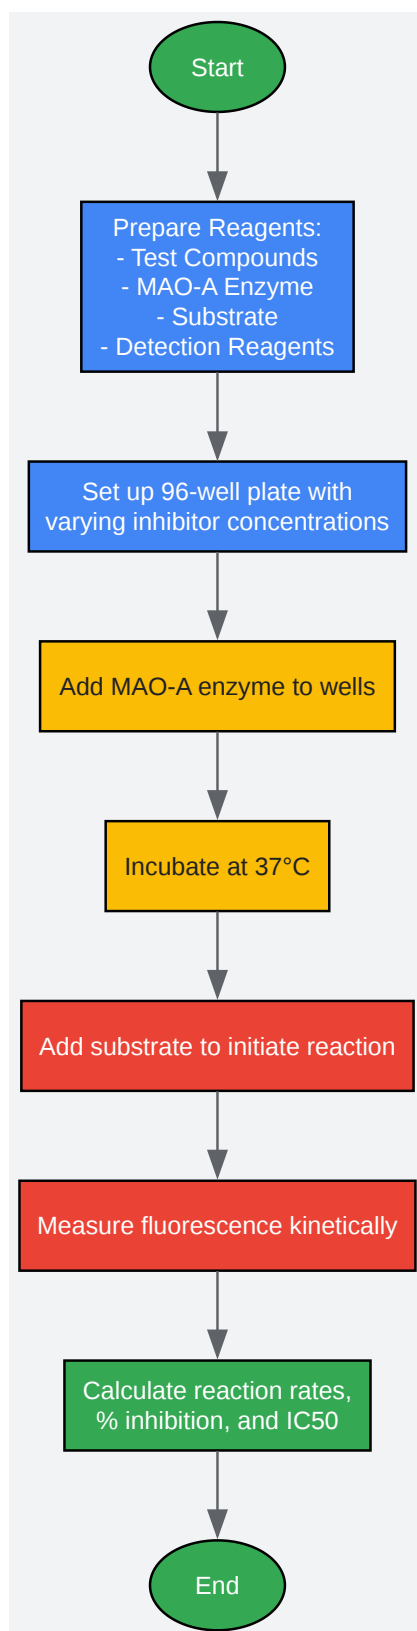 Start
Prepare Reagents:
- Test Compounds
- MAO-A Enzyme
- Substrate
- Detection Reagents
Set up 96-well plate with
varying inhibitor concentrations
Add MAO-A enzyme to wells
Incubate at 37°C
Add substrate to initiate reaction
Measure fluorescence kinetically
Calculate reaction rates,
% inhibition, and IC50
End